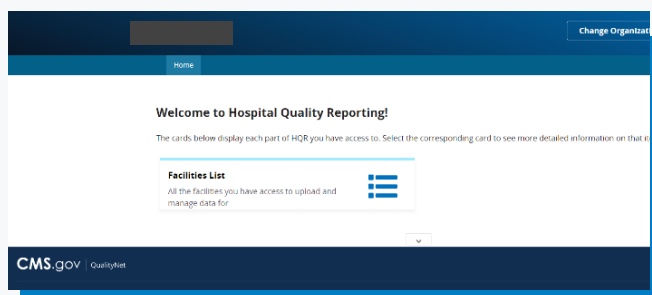 Change Organizati
Home
Welcome to Hospital Quality Reporting!
The cards below display each part of HQR you have access to. Select the corresponding card to see more detailed information on that it
Facilities List
All the facilities you have access to upload and
manage data for
CMS.gov | QualityNet